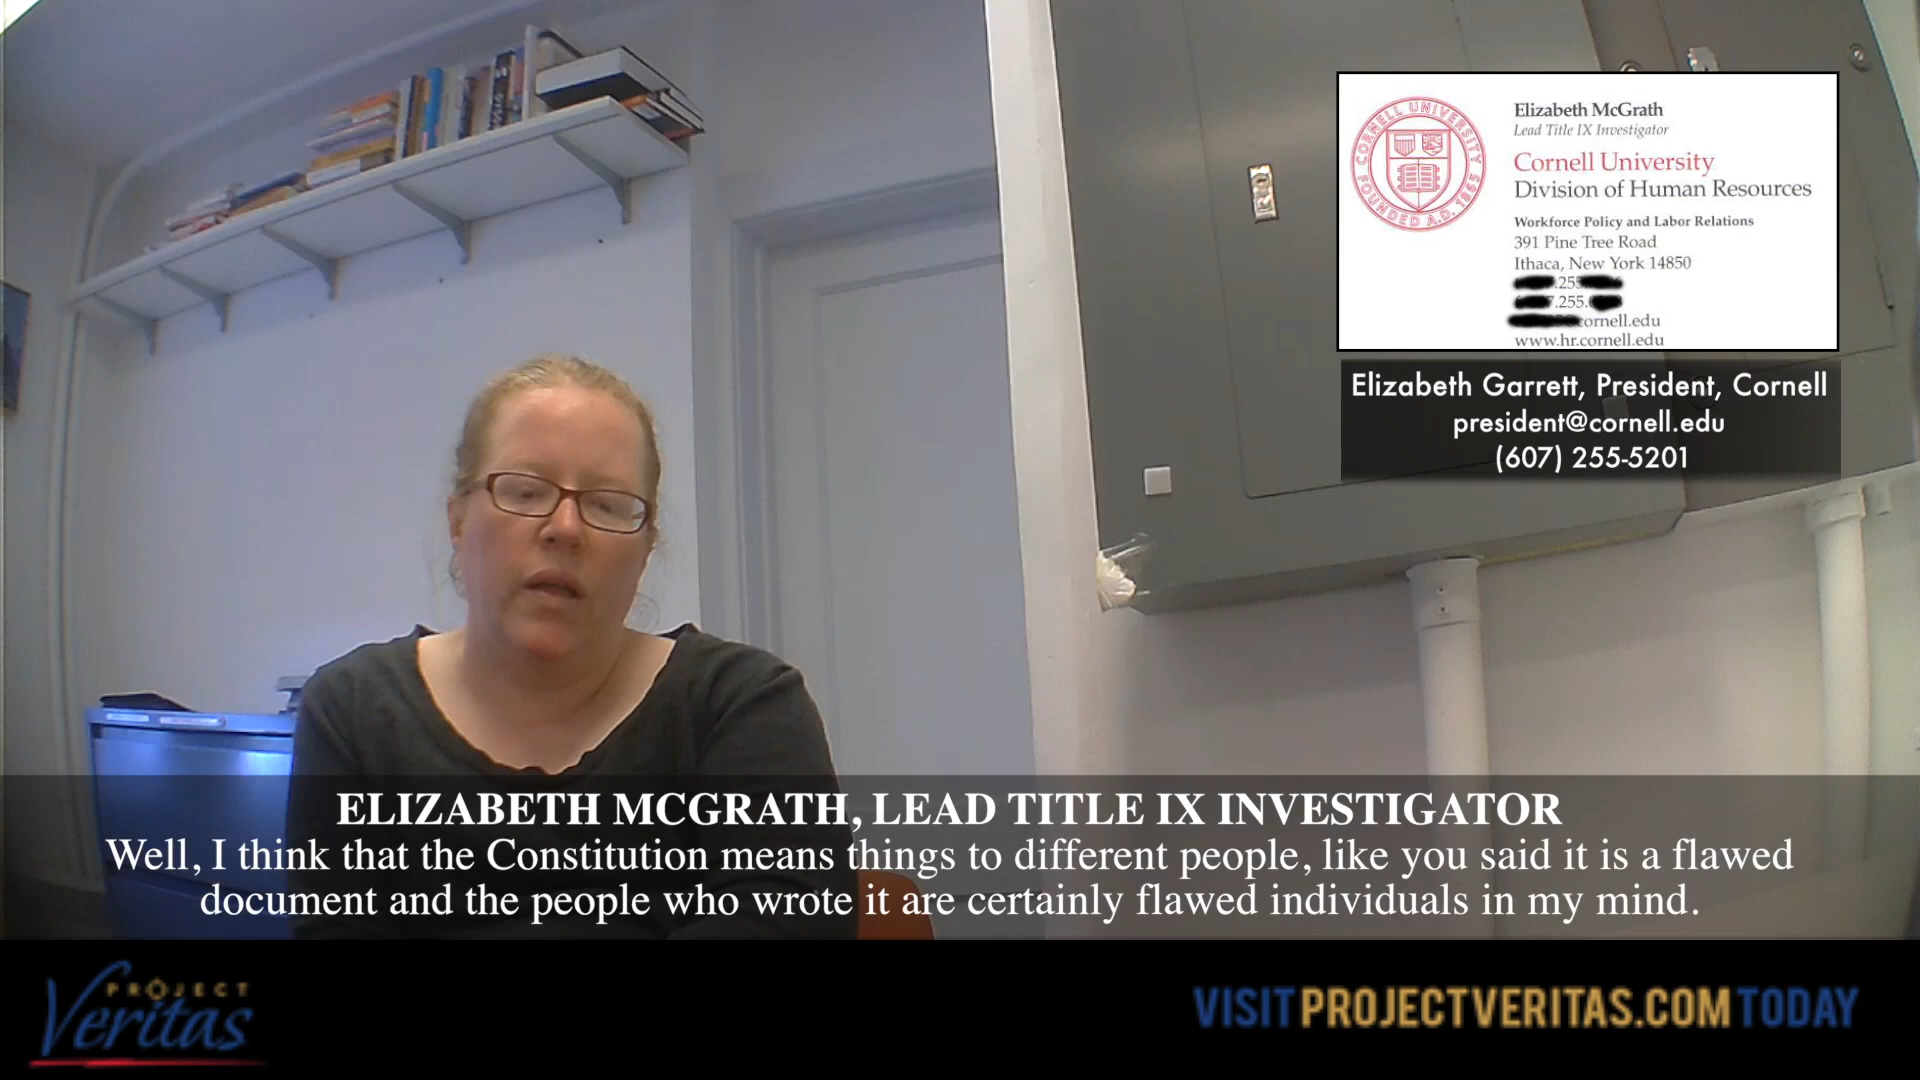 CORNELL UNIVERSITY
FOUNDED A.D. 1865
Elizabeth McGrath
Lead Title IX Investigator
Cornell University
Division of Human Resources
Workforce Policy and Labor Relations
391 Pine Tree Road
Ithaca, New York 14850
.255
.255.
cornell.edu
www.hr.cornell.edu
Elizabeth Garrett, President, Cornell
president@cornell.edu
(607) 255-5201
ELIZABETH MCGRATH, LEAD TITLE IX INVESTIGATOR
Well, I think that the Constitution means things to different people, like you said it is a flawed
document and the people who wrote it are certainly flawed individuals in my mind.
PROJECT
Veritas
VISIT PROJECTVERITAS.COM TODAY